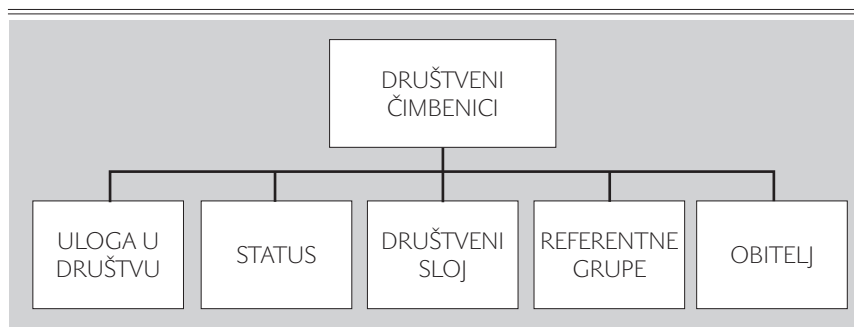 DRUŠTVENI
ČIMBENICI
ULOGA U
DRUŠTVU
STATUS
DRUŠTVENI
SLOJ
REFERENTNE
GRUPE
OBITELJ